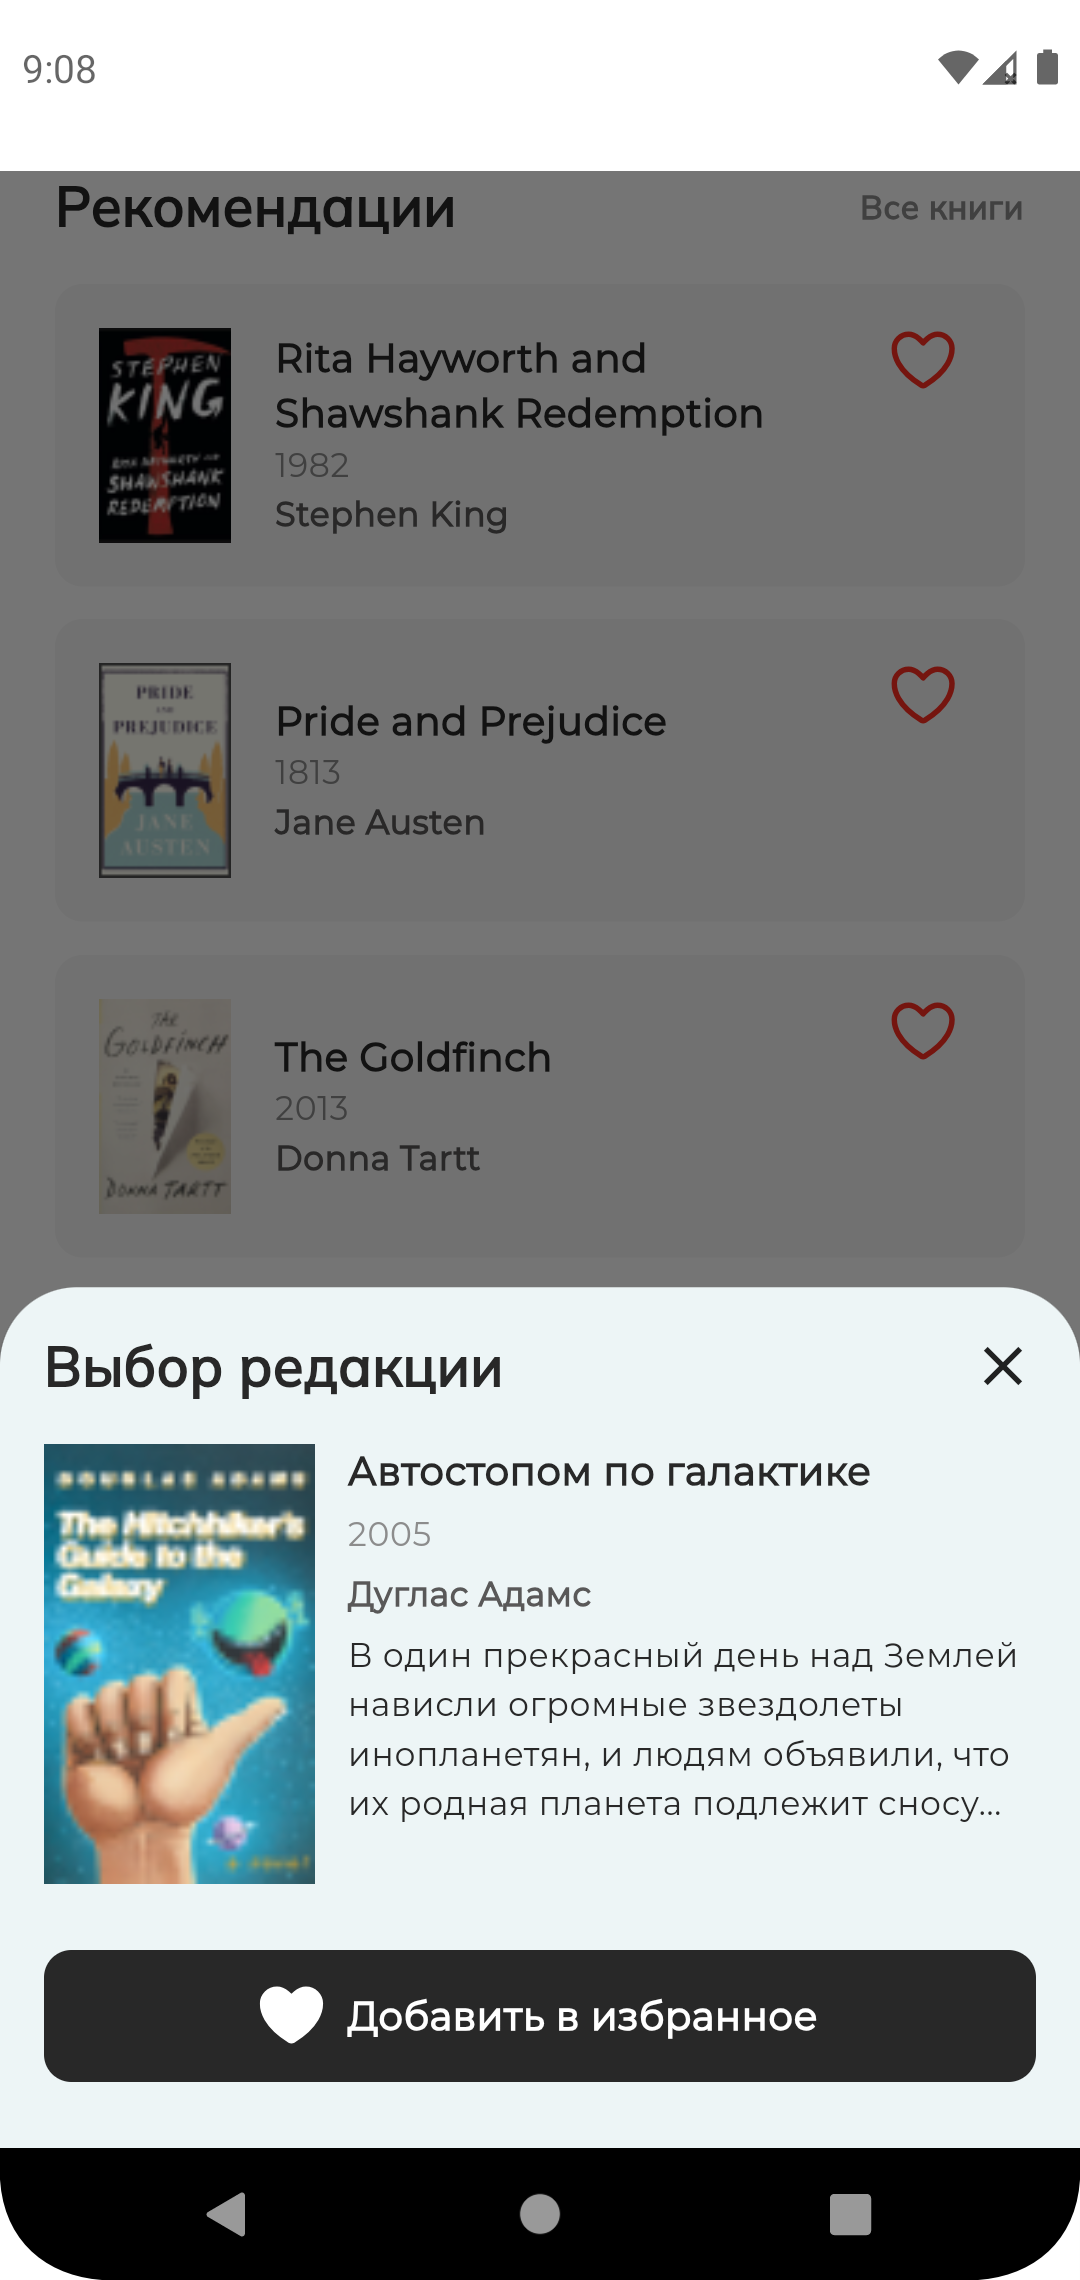 9:08
Рекомендации
Все книги
STEPHEN
KING
SHAWSHANK
REDEMPTION
Rita Hayworth and
Shawshank Redemption
1982
Stephen King
PRIDE
AND
PREJUDICE
JANE
AUSTEN
Pride and Prejudice
1813
Jane Austen
THE
GOLDFINCH
DONNA TARTT
The Goldfinch
2013
Donna Tartt
Выбор редакции
DOUGLAS ADAMS
The Hitchhiker's
Guide to the
Galaxy
Автостопом по галактике
2005
Дуглас Адамс
В один прекрасный день над Землей
нависли огромные звездолеты
инопланетян, и людям объявили, что
их родная планета подлежит сносу...
Добавить в избранное